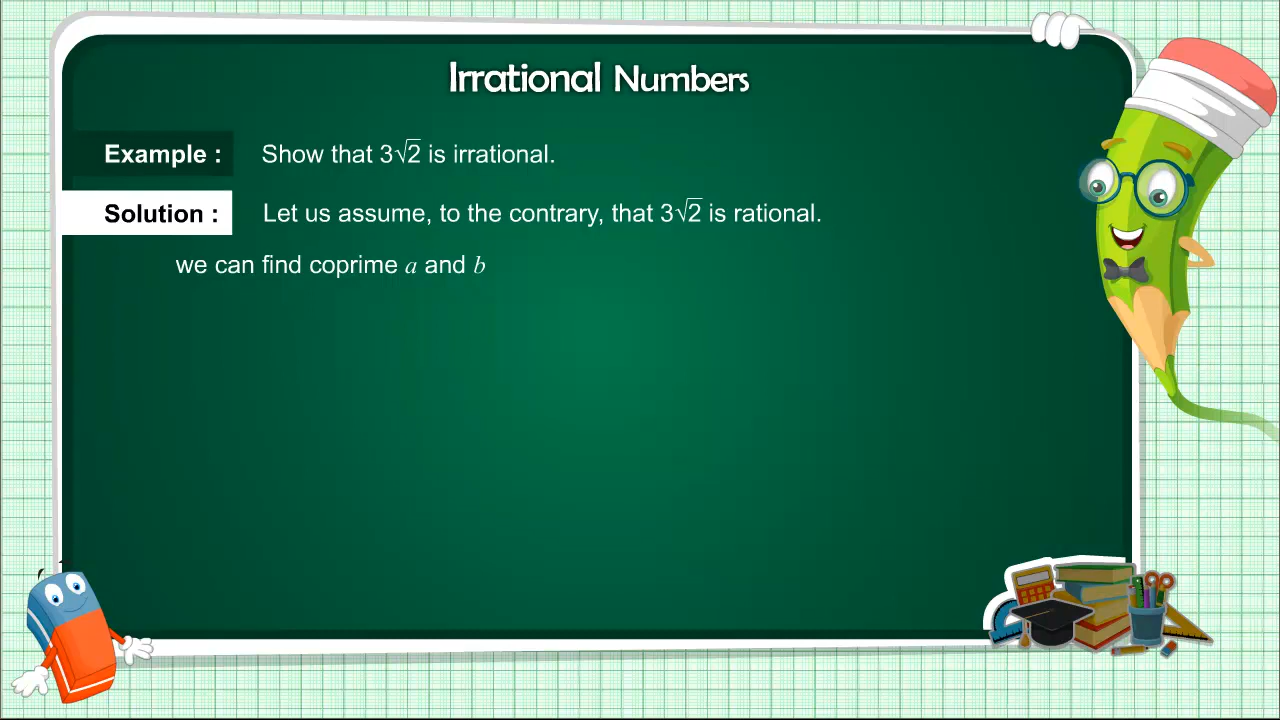 Irrational Numbers
Example : Show that 3√2 is irrational.
Solution : Let us assume, to the contrary, that 3√2 is rational.
we can find coprime a and b